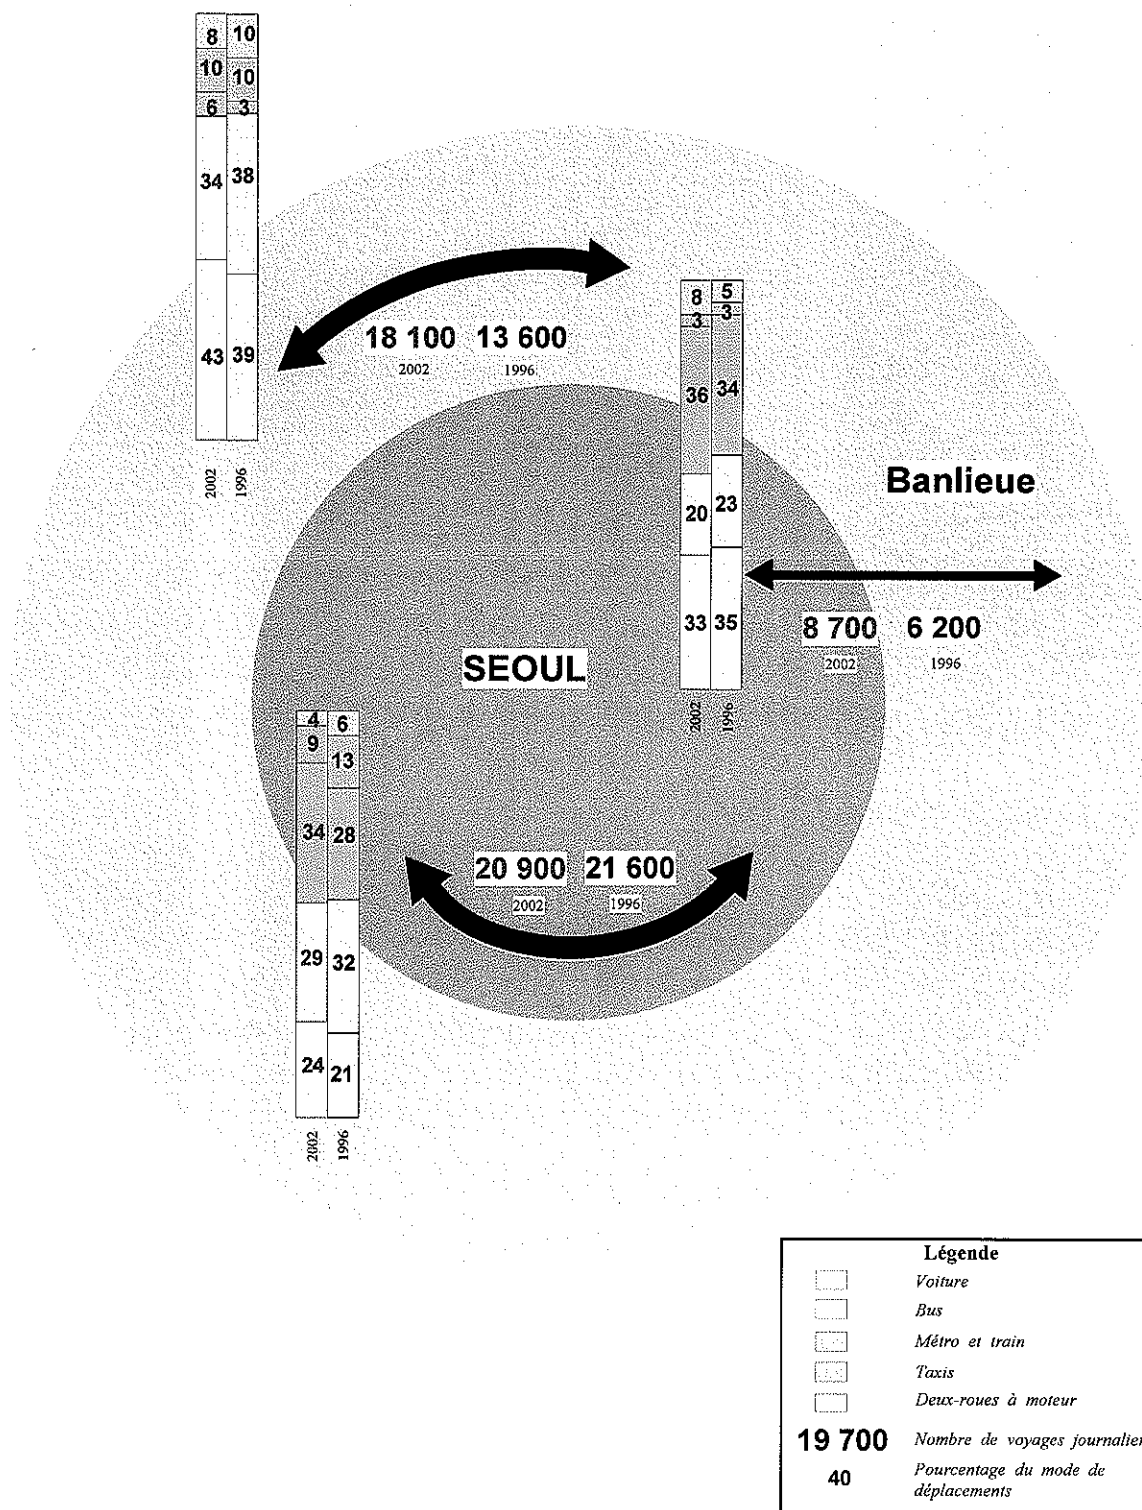 8 10
10 10
6 3
34 38
43 39
2002 1996
18 100 13 600
2002 1996
8 5
3 3
36 34
20 23
33 35
2002 1996
Banlieue
8 700 6 200
2002 1996
SEOUL
4 6
9 13
34 28
29 32
24 21
2002 1996
20 900 21 600
2002 1996
Légende
Voiture
Bus
Métro et train
Taxis
Deux-roues à moteur
19 700 Nombre de voyages journalier
40 Pourcentage du mode de
déplacements